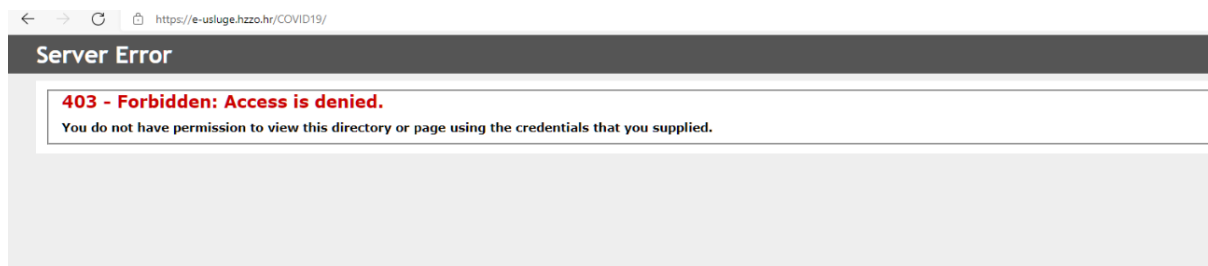 https://e-usluge.hzzo.hr/COVID19/
Server Error
403 - Forbidden: Access is denied.
You do not have permission to view this directory or page using the credentials that you supplied.